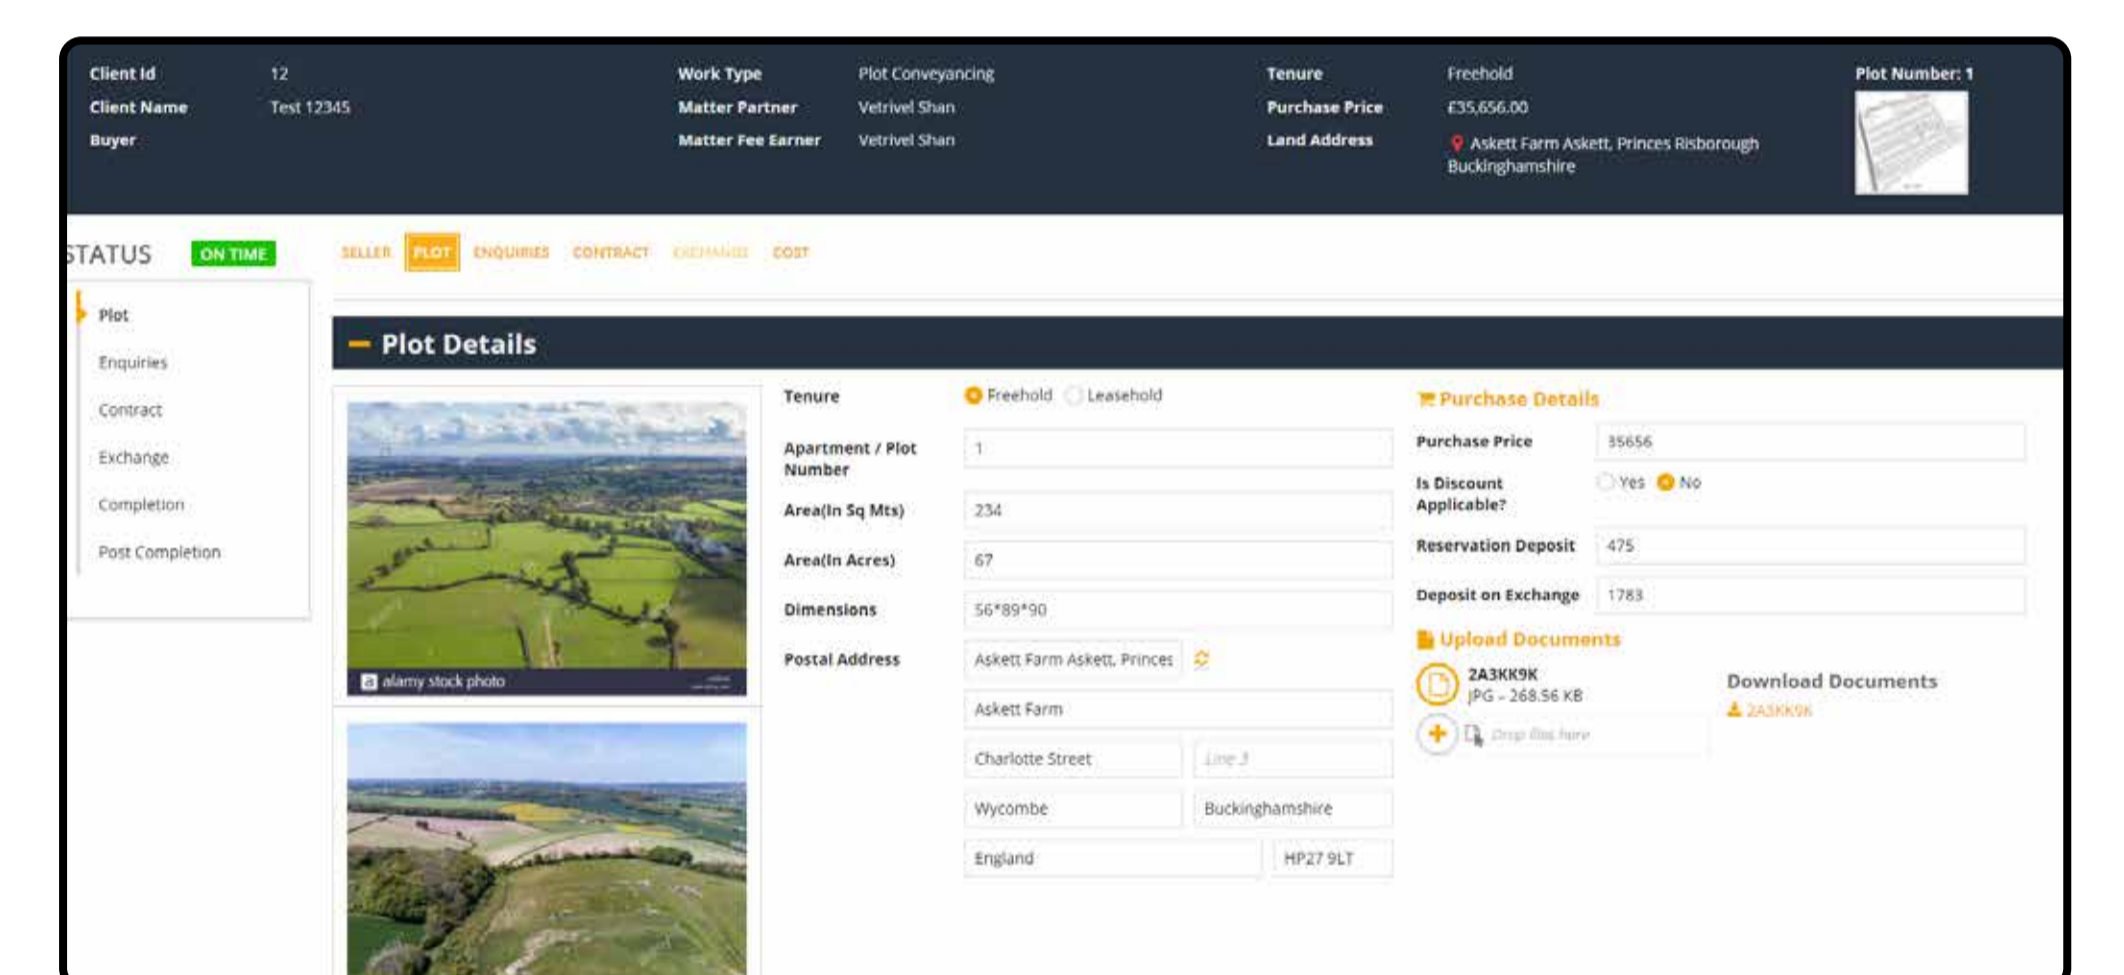 Client Id 12 Work Type Plot Conveyancing Tenure Freehold Plot Number: 1
Client Name Test 12345 Matter Partner Vetrivel Shan Purchase Price £35,656.00
Buyer Matter Fee Earner Vetrivel Shan Land Address Askett Farm Askett, Princes Risborough
Buckinghamshire
STATUS ON TIME SELLER PLOT ENQUIRIES CONTRACT EXCHANGE COST
Plot
Enquiries
Contract
Exchange
Completion
Post Completion
Plot Details
alamy stock photo
Tenure Freehold Leasehold
Apartment / Plot
Number 1
Area(In Sq Mts) 234
Area(In Acres) 67
Dimensions 56*89*90
Postal Address Askett Farm Askett, Princes
Askett Farm
Charlotte Street Line 3
Wycombe Buckinghamshire
England HP27 9LT
Purchase Details
Purchase Price 35656
Is Discount
Applicable? Yes No
Reservation Deposit 475
Deposit on Exchange 1783
Upload Documents
2A3KK9K
JPG - 268.56 KB
Drop files here
Download Documents
2A3KK9K